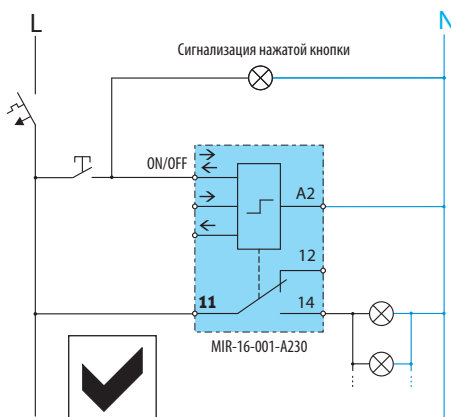 L
N
Сигнализация нажатой кнопки
ON/OFF
A2
12
11
14
MIR-16-001-A230